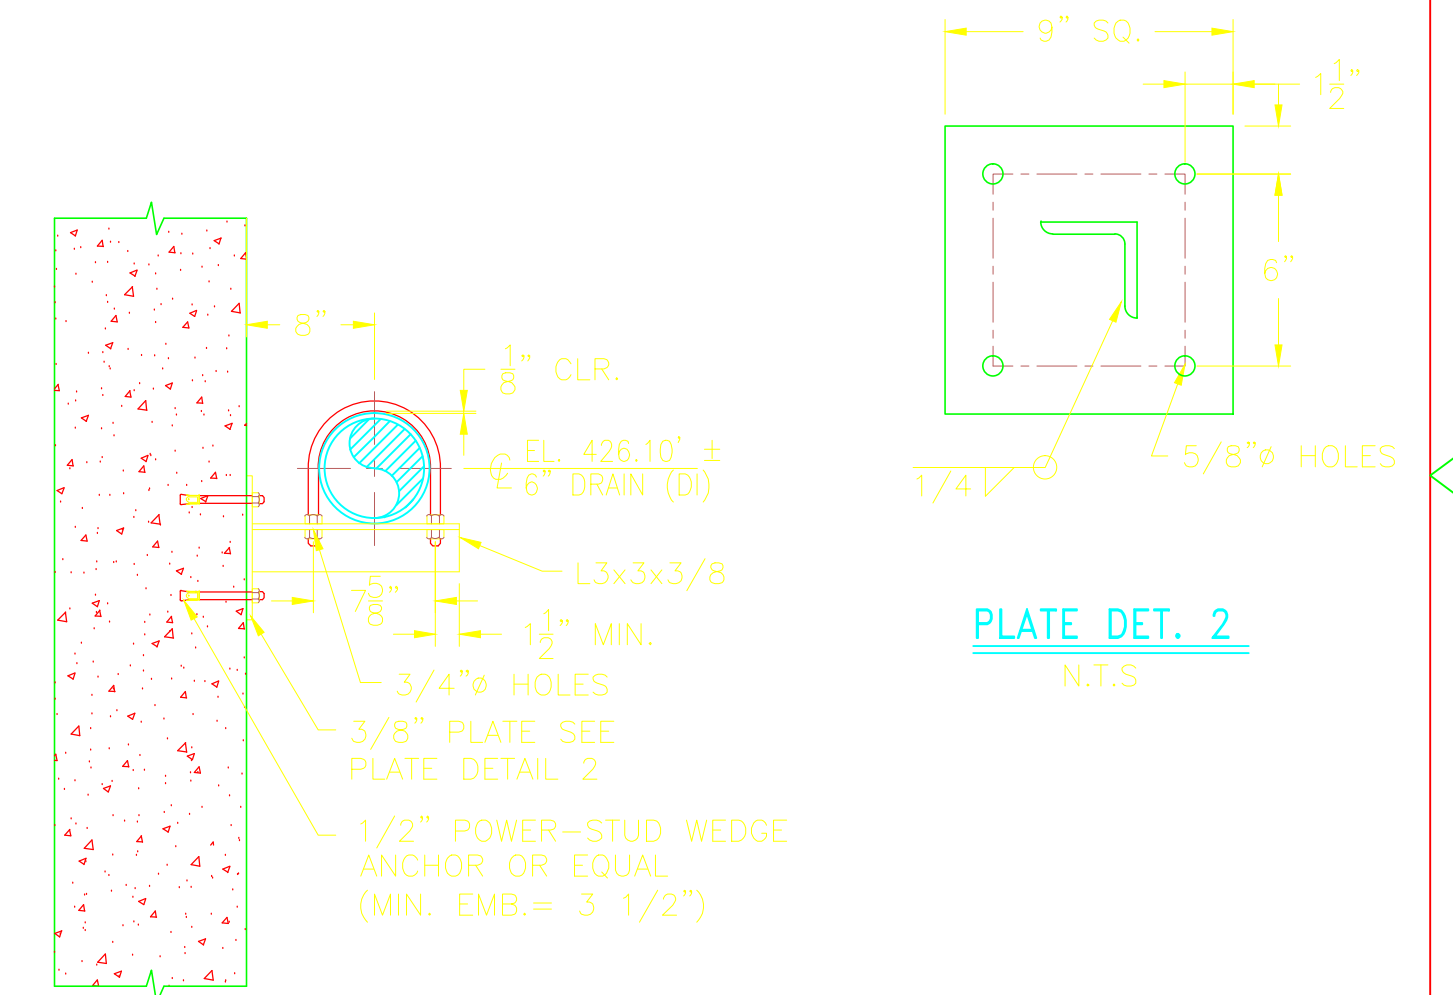 9" SQ.
1 1/2"
6"
5/8"ø HOLES
1/4
PLATE DET. 2
N.T.S
8"
1/8" CLR.
℄ EL. 426.10' ±
6" DRAIN (DI)
L3x3x3/8
7 5/8"
1 1/2" MIN.
3/4"ø HOLES
3/8" PLATE SEE
PLATE DETAIL 2
1/2" POWER-STUD WEDGE
ANCHOR OR EQUAL
(MIN. EMB.= 3 1/2")